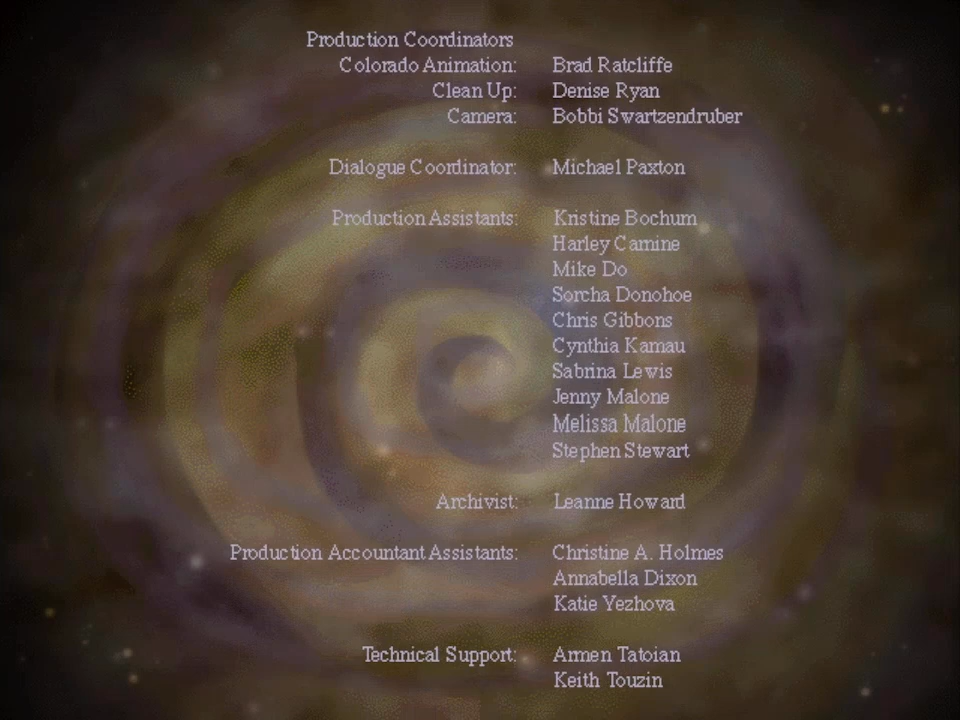 Production Coordinators
Colorado Animation: Brad Ratcliffe
Clean Up: Denise Ryan
Camera: Bobbi Swartzendruber
Dialogue Coordinator: Michael Paxton
Production Assistants: Kristine Bochum
Harley Camine
Mike Do
Sorcha Donohoe
Chris Gibbons
Cynthia Kamau
Sabrina Lewis
Jenny Malone
Melissa Malone
Stephen Stewart
Archivist: Leanne Howard
Production Accountant Assistants: Christine A. Holmes
Annabella Dixon
Katie Yezhova
Technical Support: Armen Tatoian
Keith Touzin